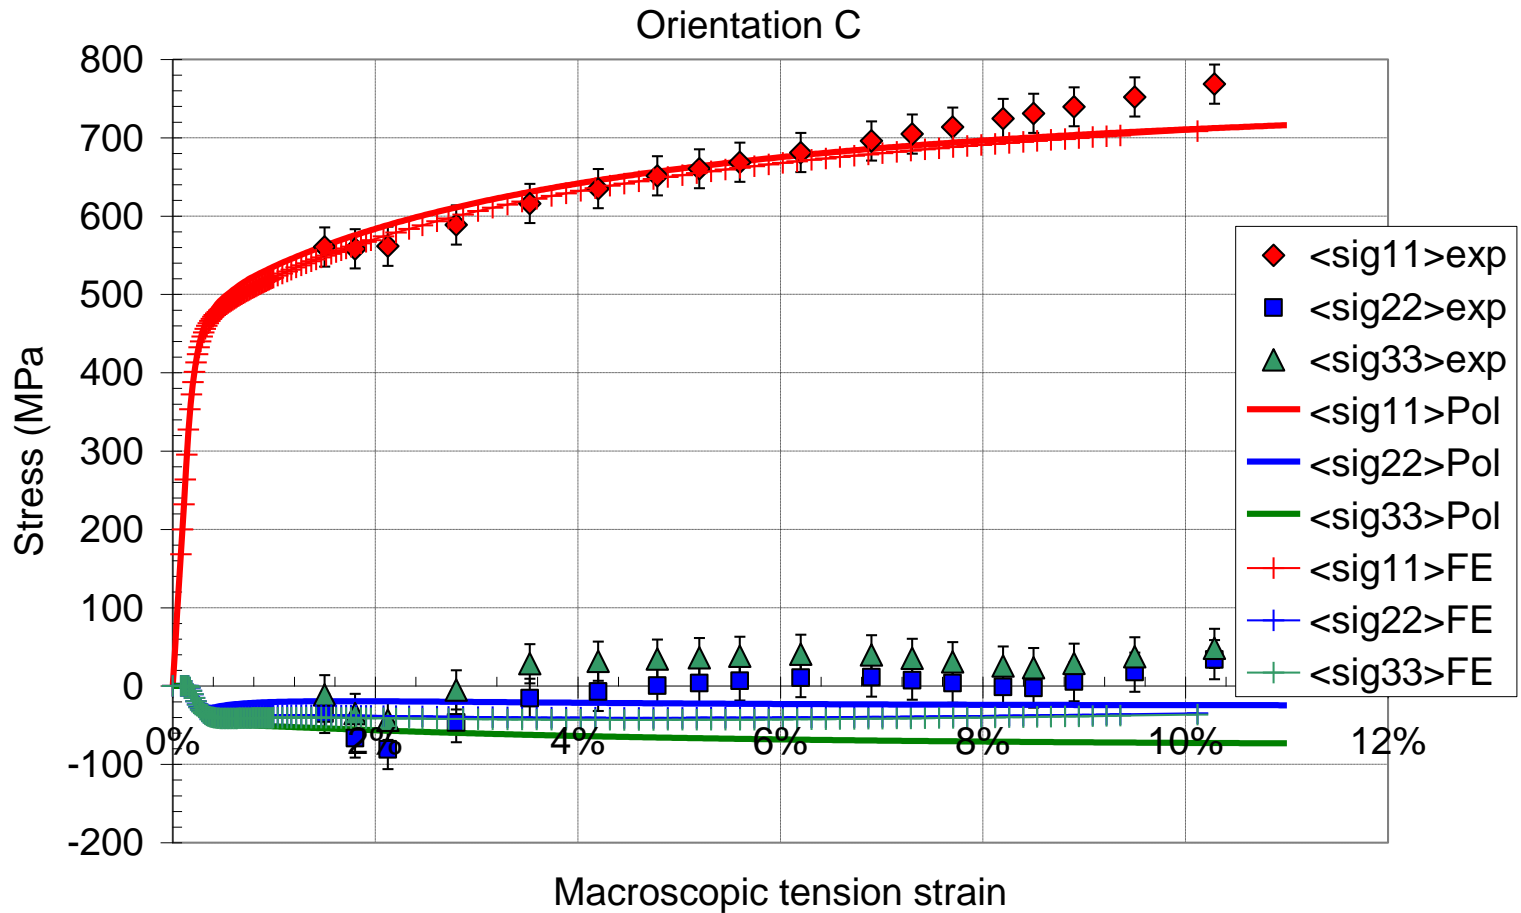 Orientation C
800
700
600
500
400
300
200
100
0
-100
-200
Stress (MPa
0%
2%
4%
6%
8%
10%
12%
Macroscopic tension strain
<sig11>exp
<sig22>exp
<sig33>exp
<sig11>Pol
<sig22>Pol
<sig33>Pol
<sig11>FE
<sig22>FE
<sig33>FE